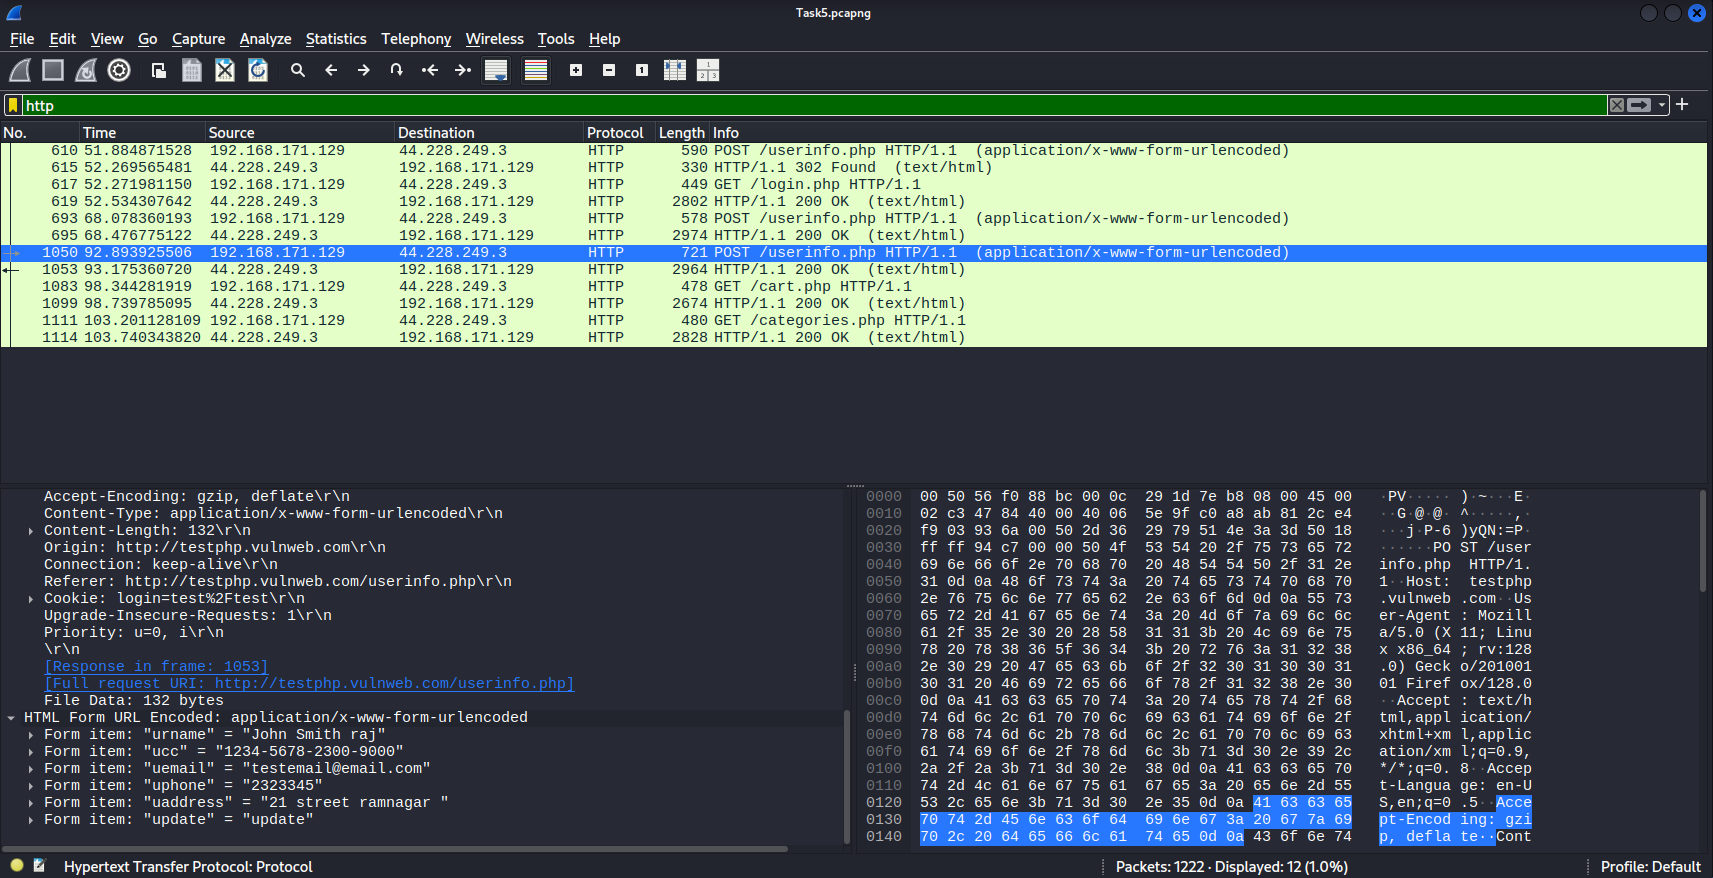 Task5.pcapng
File Edit View Go Capture Analyze Statistics Telephony Wireless Tools Help
http
No. Time Source Destination Protocol Length Info
610 51.884871528 192.168.171.129 44.228.249.3 HTTP 590 POST /userinfo.php HTTP/1.1 (application/x-www-form-urlencoded)
615 52.269565481 44.228.249.3 192.168.171.129 HTTP 330 HTTP/1.1 302 Found (text/html)
617 52.271981150 192.168.171.129 44.228.249.3 HTTP 449 GET /login.php HTTP/1.1
619 52.534307642 44.228.249.3 192.168.171.129 HTTP 2802 HTTP/1.1 200 OK (text/html)
693 68.078360193 192.168.171.129 44.228.249.3 HTTP 578 POST /userinfo.php HTTP/1.1 (application/x-www-form-urlencoded)
695 68.476775122 44.228.249.3 192.168.171.129 HTTP 2974 HTTP/1.1 200 OK (text/html)
1050 92.893925506 192.168.171.129 44.228.249.3 HTTP 721 POST /userinfo.php HTTP/1.1 (application/x-www-form-urlencoded)
1053 93.175360720 44.228.249.3 192.168.171.129 HTTP 2964 HTTP/1.1 200 OK (text/html)
1083 98.344281919 192.168.171.129 44.228.249.3 HTTP 478 GET /cart.php HTTP/1.1
1099 98.739785095 44.228.249.3 192.168.171.129 HTTP 2674 HTTP/1.1 200 OK (text/html)
1111 103.201128109 192.168.171.129 44.228.249.3 HTTP 480 GET /categories.php HTTP/1.1
1114 103.740343820 44.228.249.3 192.168.171.129 HTTP 2828 HTTP/1.1 200 OK (text/html)
Accept-Encoding: gzip, deflate\r\n
Content-Type: application/x-www-form-urlencoded\r\n
Content-Length: 132\r\n
Origin: http://testphp.vulnweb.com\r\n
Connection: keep-alive\r\n
Referer: http://testphp.vulnweb.com/userinfo.php\r\n
Cookie: login=test%2Ftest\r\n
Upgrade-Insecure-Requests: 1\r\n
Priority: u=0, i\r\n
\r\n
[Response in frame: 1053]
[Full request URI: http://testphp.vulnweb.com/userinfo.php]
File Data: 132 bytes
HTML Form URL Encoded: application/x-www-form-urlencoded
Form item: "urname" = "John Smith raj"
Form item: "ucc" = "1234-5678-2300-9000"
Form item: "uemail" = "testemail@email.com"
Form item: "uphone" = "2323345"
Form item: "uaddress" = "21 street ramnagar "
Form item: "update" = "update"
0000 00 50 56 f0 88 bc 00 0c 29 1d 7e b8 08 00 45 00 ·PV····· )·~···E·
0010 02 c3 47 84 40 00 40 06 5e 9f c0 a8 ab 81 2c e4 ··G·@·@· ^·····,·
0020 f9 03 93 6a 00 50 2d 36 29 79 51 4e 3a 3d 50 18 ···j·P-6 )yQN:=P·
0030 ff ff 94 c7 00 00 50 4f 53 54 20 2f 75 73 65 72 ······PO ST /user
0040 69 6e 66 6f 2e 70 68 70 20 48 54 54 50 2f 31 2e info.php HTTP/1.
0050 31 0d 0a 48 6f 73 74 3a 20 74 65 73 74 70 68 70 1··Host: testphp
0060 2e 76 75 6c 6e 77 65 62 2e 63 6f 6d 0d 0a 55 73 .vulnweb .com··Us
0070 65 72 2d 41 67 65 6e 74 3a 20 4d 6f 7a 69 6c 6c er-Agent : Mozill
0080 61 2f 35 2e 30 20 28 58 31 31 3b 20 4c 69 6e 75 a/5.0 (X 11; Linu
0090 78 20 78 38 36 5f 36 34 3b 20 72 76 3a 31 32 38 x x86_64 ; rv:128
00a0 2e 30 29 20 47 65 63 6b 6f 2f 32 30 31 30 30 31 .0) Geck o/201001
00b0 30 31 20 46 69 72 65 66 6f 78 2f 31 32 38 2e 30 01 Firef ox/128.0
00c0 0d 0a 41 63 63 65 70 74 3a 20 74 65 78 74 2f 68 ··Accept : text/h
00d0 74 6d 6c 2c 61 70 70 6c 69 63 61 74 69 6f 6e 2f tml,appl ication/
00e0 78 68 74 6d 6c 2b 78 6d 6c 2c 61 70 70 6c 69 63 xhtml+xm l,applic
00f0 61 74 69 6f 6e 2f 78 6d 6c 3b 71 3d 30 2e 39 2c ation/xm l;q=0.9,
0100 2a 2f 2a 3b 71 3d 30 2e 38 0d 0a 41 63 63 65 70 */*;q=0. 8··Accep
0110 74 2d 4c 61 6e 67 75 61 67 65 3a 20 65 6e 2d 55 t-Langua ge: en-U
0120 53 2c 65 6e 3b 71 3d 30 2e 35 0d 0a 41 63 63 65 S,en;q=0 .5··Acce
0130 70 74 2d 45 6e 63 6f 64 69 6e 67 3a 20 67 7a 69 pt-Encod ing: gzi
0140 70 2c 20 64 65 66 6c 61 74 65 0d 0a 43 6f 6e 74 p, defla te··Cont
Hypertext Transfer Protocol: Protocol Packets: 1222 · Displayed: 12 (1.0%) Profile: Default